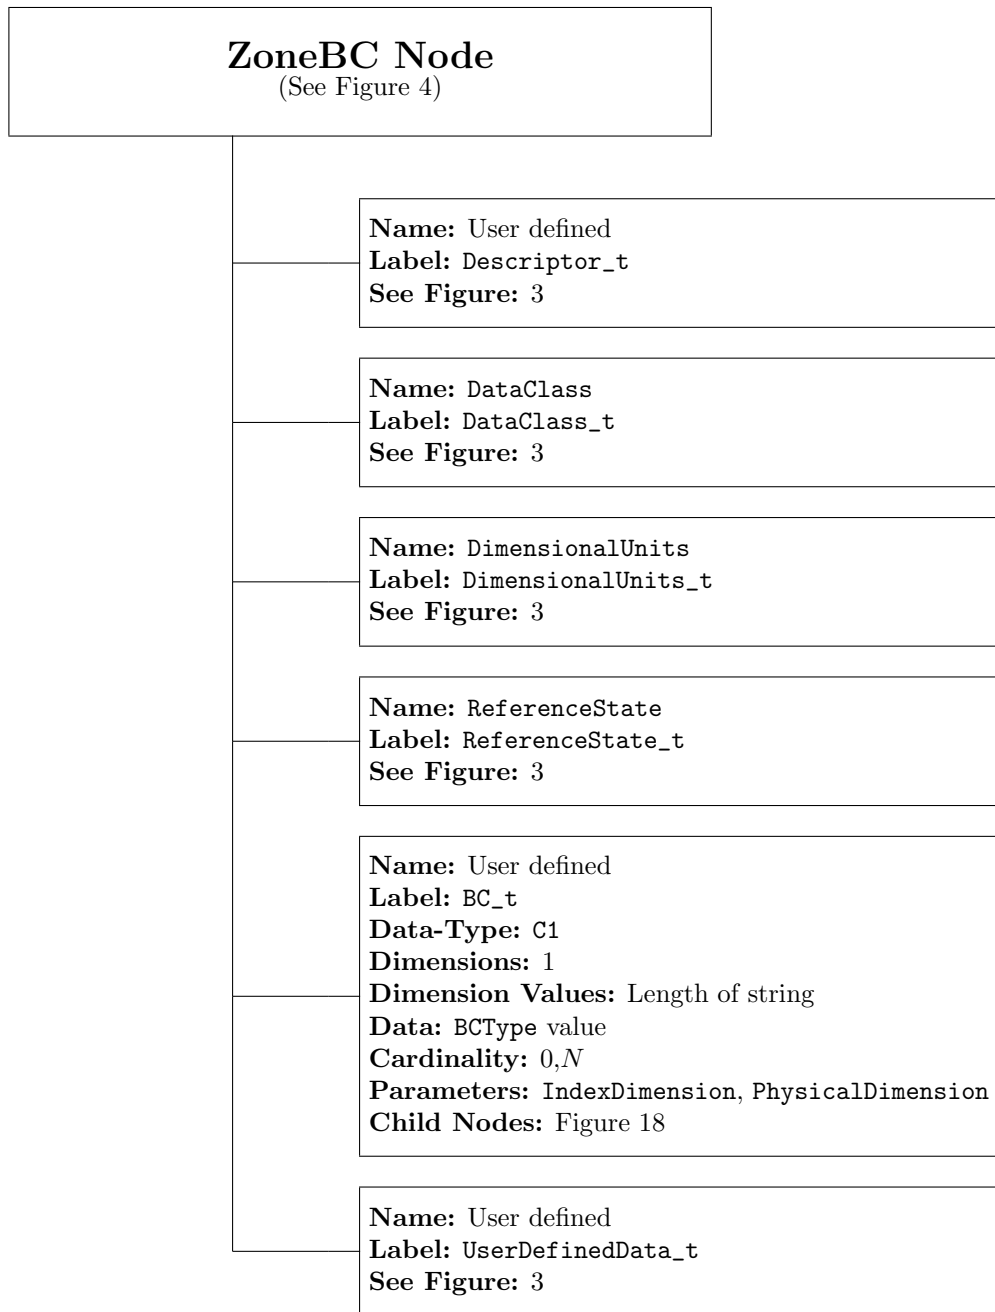 ZoneBC Node
(See Figure 4)
Name: User defined
Label: Descriptor_t
See Figure: 3
Name: DataClass
Label: DataClass_t
See Figure: 3
Name: DimensionalUnits
Label: DimensionalUnits_t
See Figure: 3
Name: ReferenceState
Label: ReferenceState_t
See Figure: 3
Name: User defined
Label: BC_t
Data-Type: C1
Dimensions: 1
Dimension Values: Length of string
Data: BCType value
Cardinality: 0,N
Parameters: IndexDimension, PhysicalDimension
Child Nodes: Figure 18
Name: User defined
Label: UserDefinedData_t
See Figure: 3